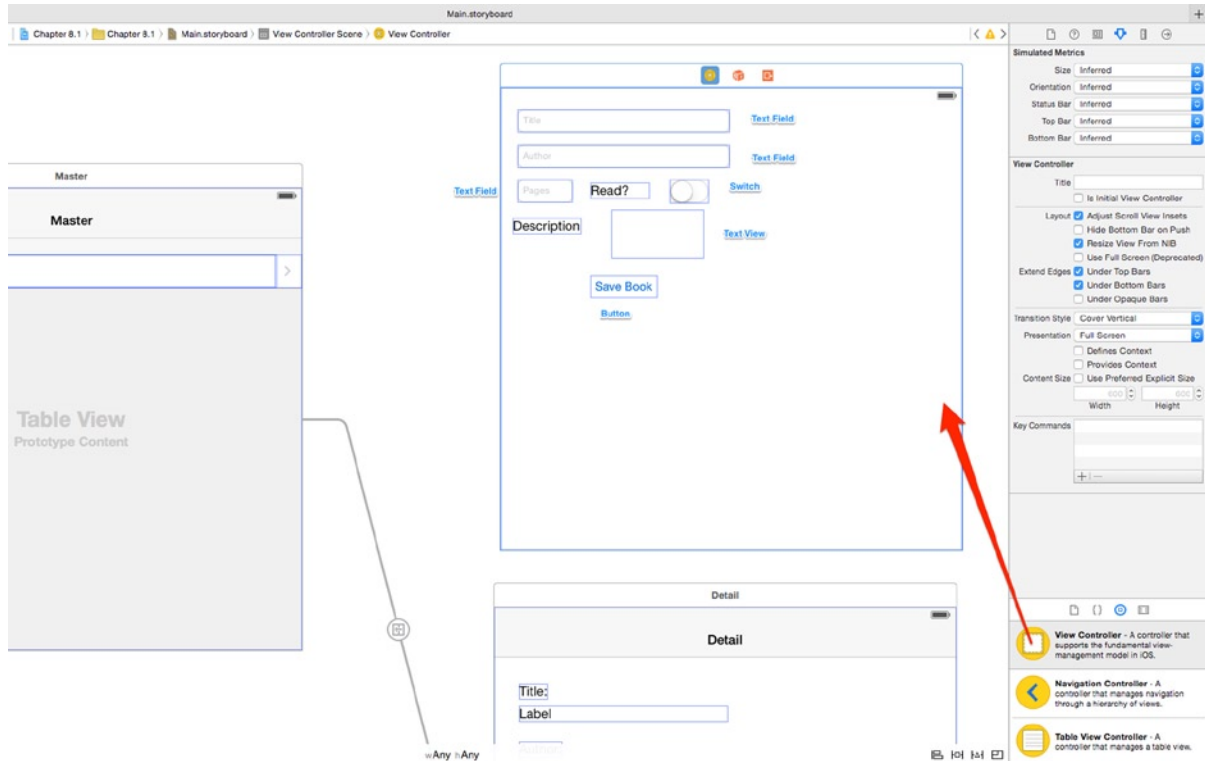 Main.storyboard
+
Chapter 8.1 〉 Chapter 8.1 〉 Main.storyboard 〉 View Controller Scene 〉 View Controller
Master
Master
Table View
Prototype Content
Title
Text Field
Author
Text Field
Text Field
Pages
Read?
Switch
Description
Text View
Save Book
Button
Detail
Detail
Title:
Label
Author:
wAny hAny
Simulated Metrics
Size Inferred
Orientation Inferred
Status Bar Inferred
Top Bar Inferred
Bottom Bar Inferred
View Controller
Title
Is Initial View Controller
Layout Adjust Scroll View Insets
Hide Bottom Bar on Push
Resize View From NIB
Use Full Screen (Deprecated)
Extend Edges Under Top Bars
Under Bottom Bars
Under Opaque Bars
Transition Style Cover Vertical
Presentation Full Screen
Defines Context
Provides Context
Content Size Use Preferred Explicit Size
600 600
Width Height
Key Commands
+ −
View Controller - A controller that
supports the fundamental view-
management model in iOS.
Navigation Controller - A
controller that manages navigation
through a hierarchy of views.
Table View Controller - A
controller that manages a table view.